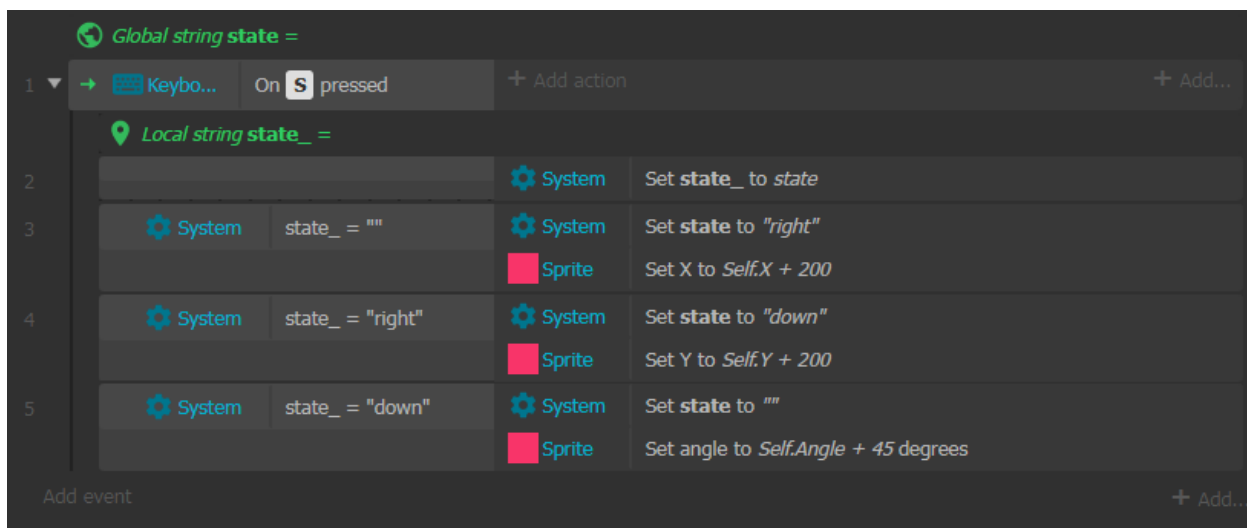 Global string state =
1 Keybo... On S pressed + Add action + Add...
Local string state_ =
2 System Set state_ to state
3 System state_ = "" System Set state to "right"
Sprite Set X to Self.X + 200
4 System state_ = "right" System Set state to "down"
Sprite Set Y to Self.Y + 200
5 System state_ = "down" System Set state to ""
Sprite Set angle to Self.Angle + 45 degrees
Add event + Add...